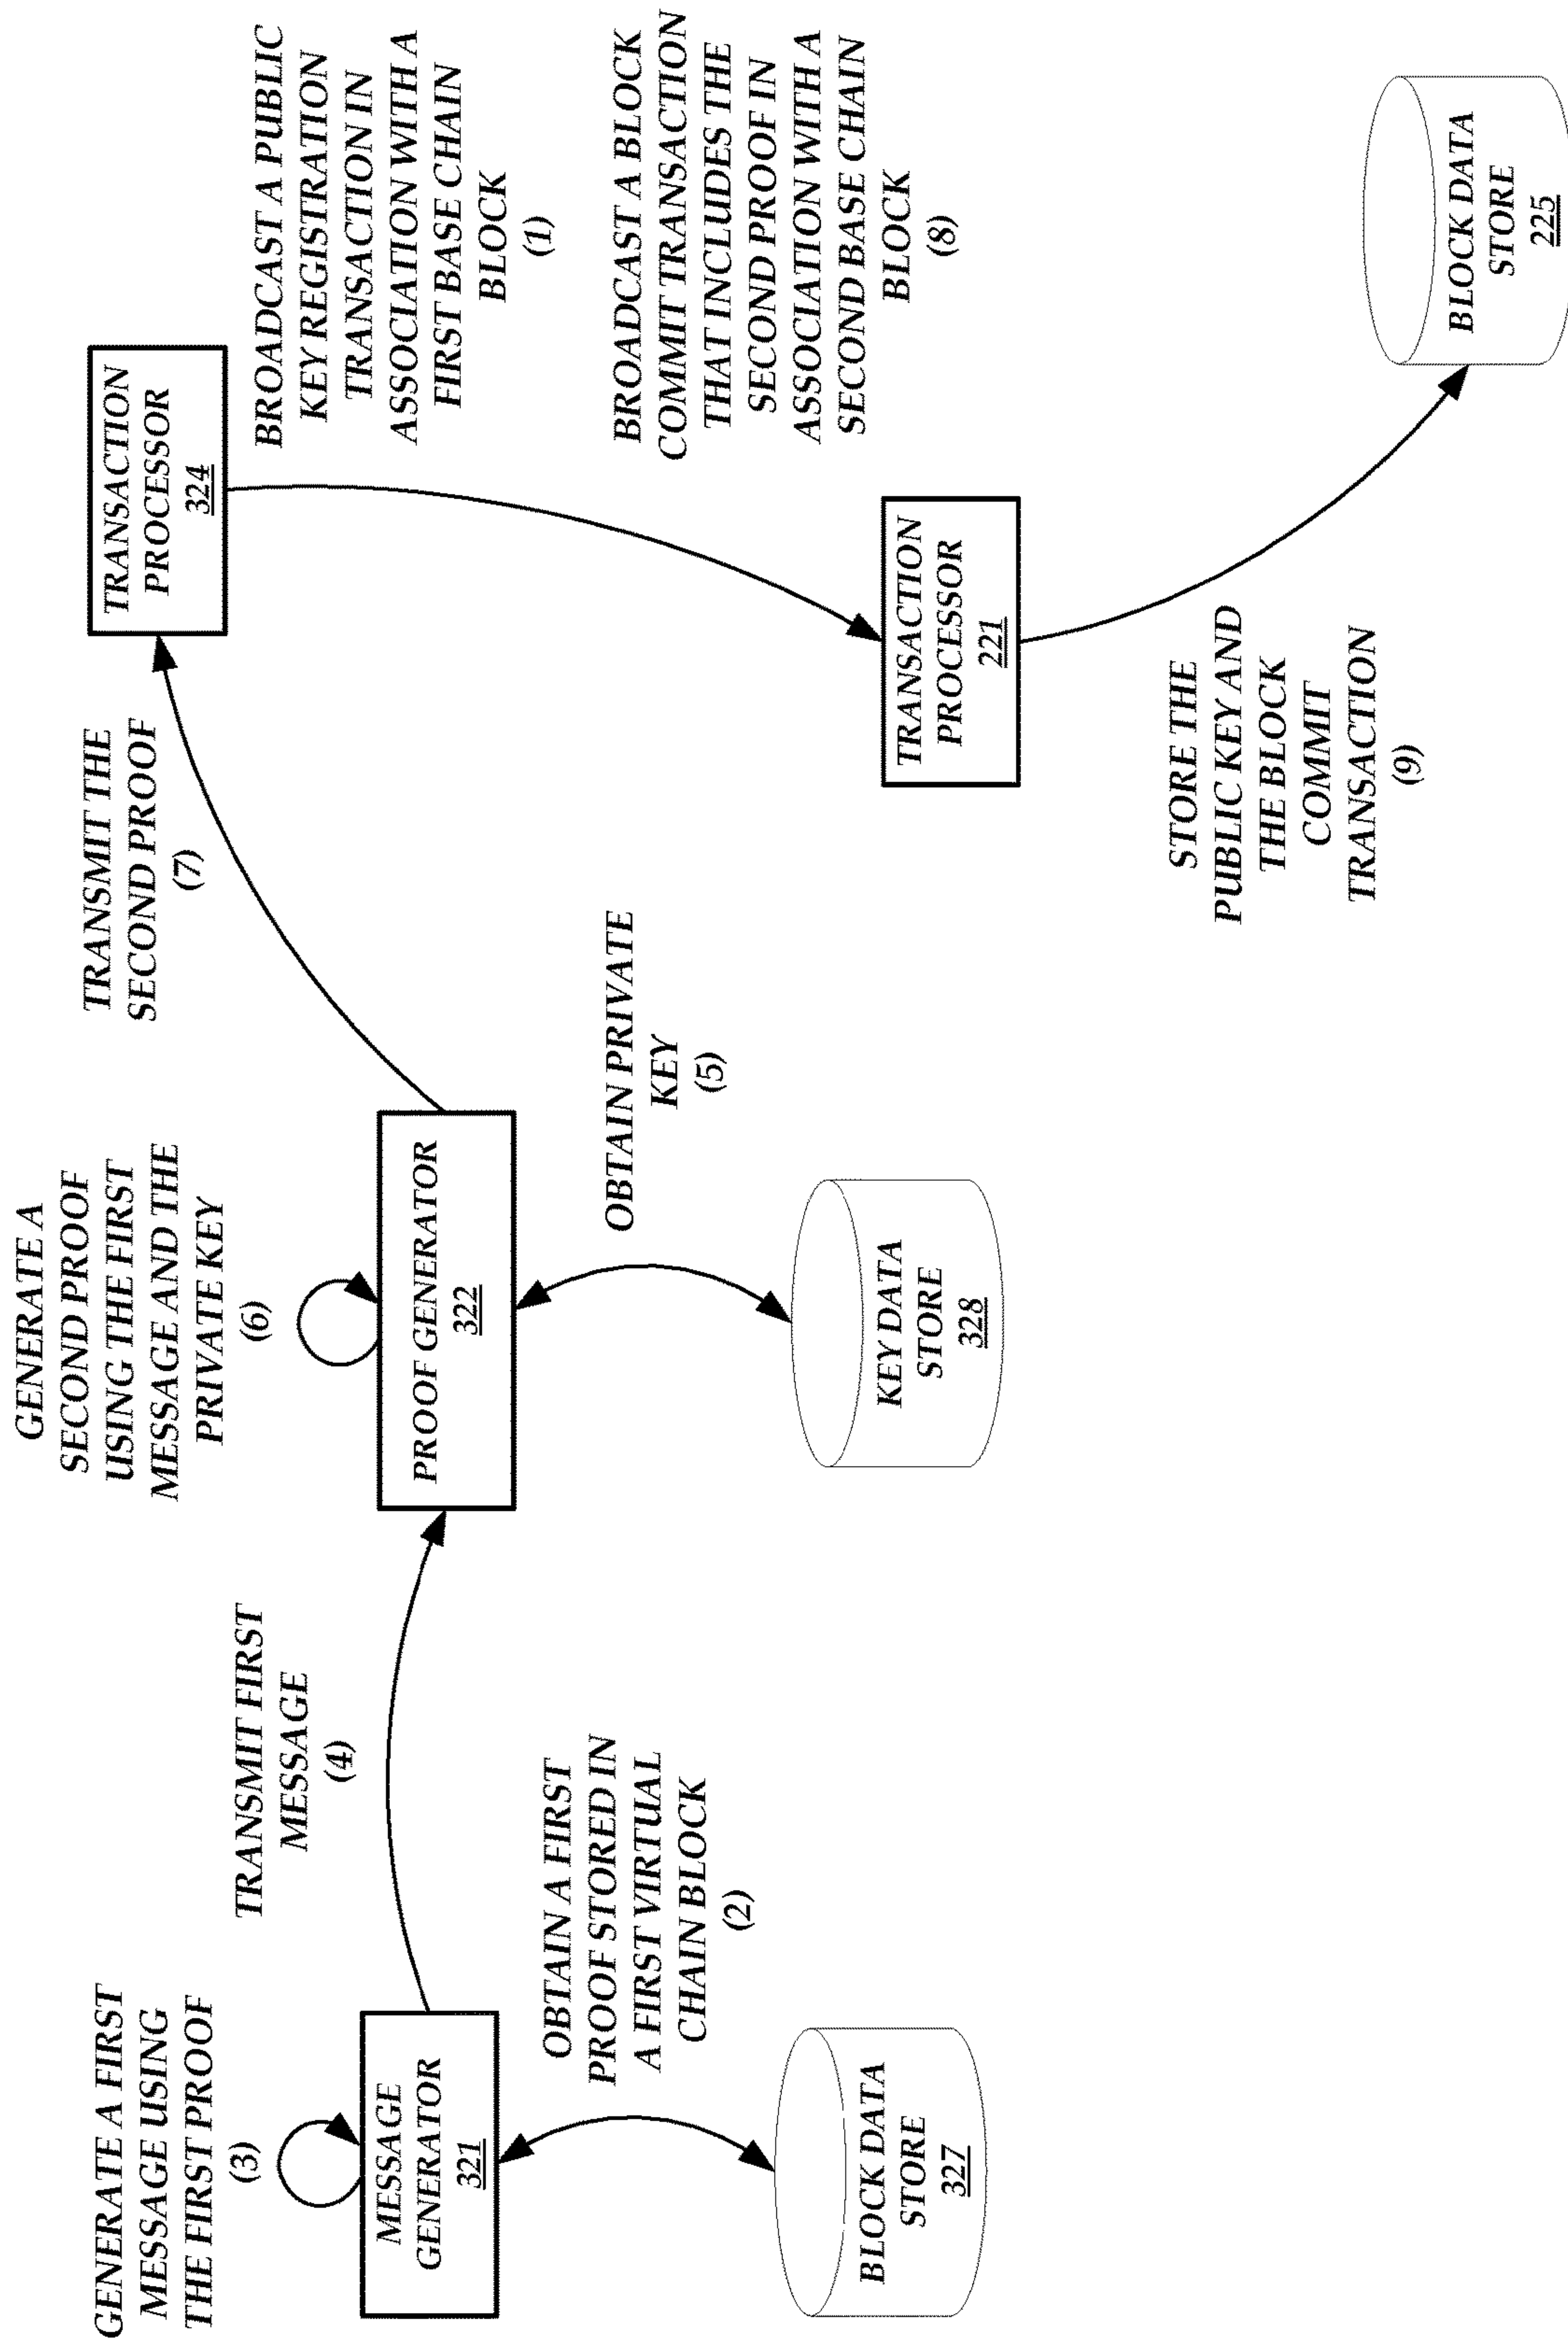 GENERATE A FIRST
MESSAGE USING
THE FIRST PROOF
(3)
MESSAGE
GENERATOR
321
OBTAIN A FIRST
PROOF STORED IN
A FIRST VIRTUAL
CHAIN BLOCK
(2)
BLOCK DATA
STORE
327
TRANSMIT FIRST
MESSAGE
(4)
GENERATE A
SECOND PROOF
USING THE FIRST
MESSAGE AND THE
PRIVATE KEY
(6)
PROOF GENERATOR
322
OBTAIN PRIVATE
KEY
(5)
KEY DATA
STORE
328
TRANSMIT THE
SECOND PROOF
(7)
TRANSACTION
PROCESSOR
324
BROADCAST A PUBLIC
KEY REGISTRATION
TRANSACTION IN
ASSOCIATION WITH A
FIRST BASE CHAIN
BLOCK
(1)
BROADCAST A BLOCK
COMMIT TRANSACTION
THAT INCLUDES THE
SECOND PROOF IN
ASSOCIATION WITH A
SECOND BASE CHAIN
BLOCK
(8)
TRANSACTION
PROCESSOR
221
STORE THE
PUBLIC KEY AND
THE BLOCK
COMMIT
TRANSACTION
(9)
BLOCK DATA
STORE
225